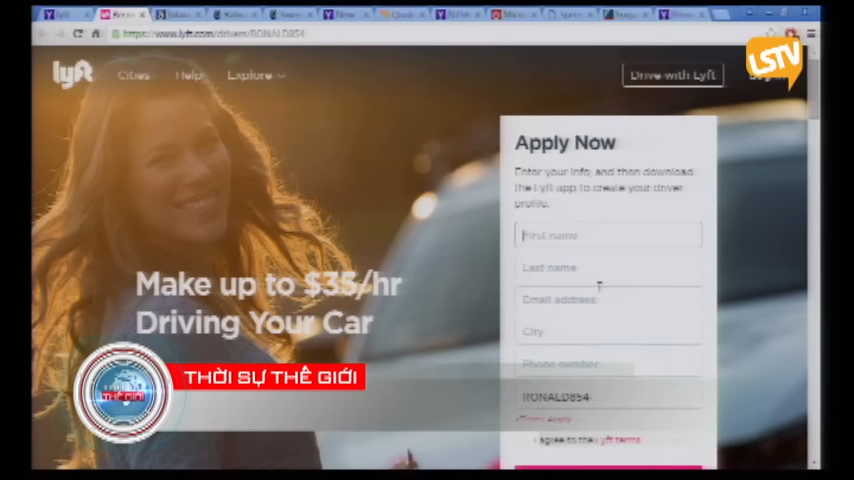 https://www.lyft.com/drivers/RONALD854
LSTV
lyft
Cities
Help
Explore
Drive with Lyft
Apply Now
Enter your info, and then download
the Lyft app to create your driver
profile.
First name
Last name
Email address
City
Phone number
RONALD854
I agree to the Lyft terms
Make up to $35/hr
Driving Your Car
THỜI SỰ THẾ GIỚI